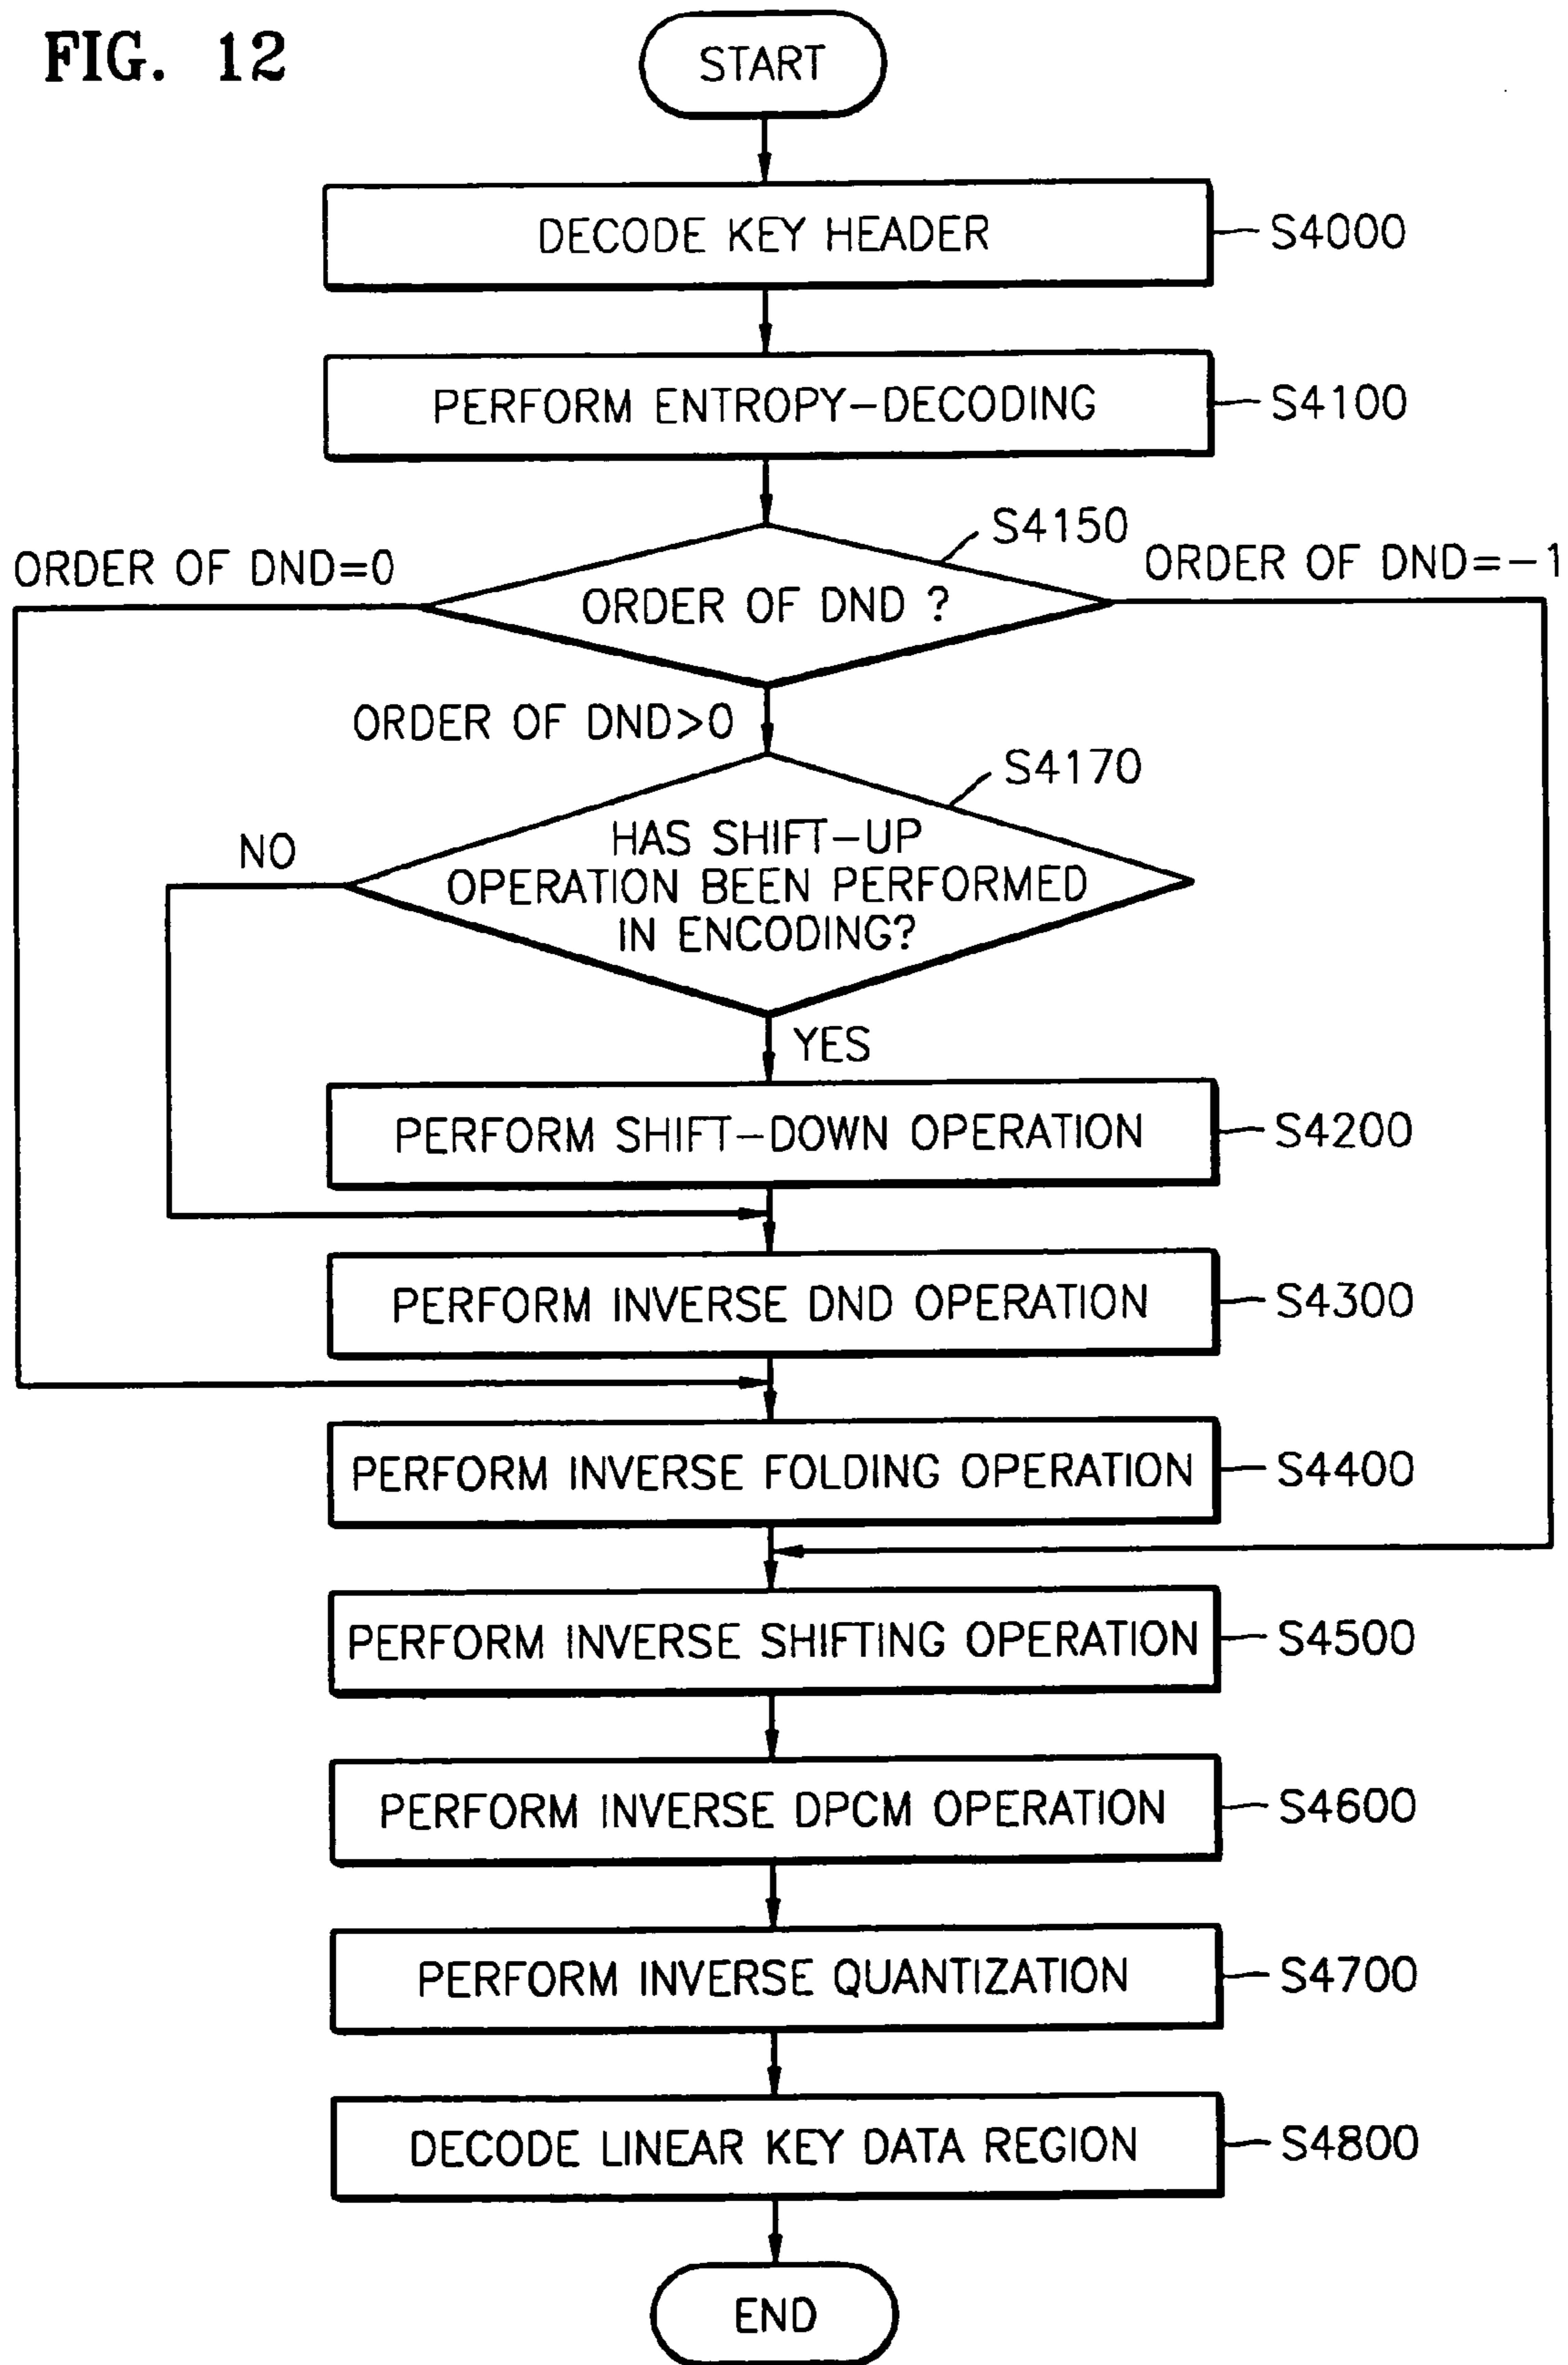 FIG. 12
START
DECODE KEY HEADER
S4000
PERFORM ENTROPY-DECODING
S4100
S4150
ORDER OF DND=0
ORDER OF DND ?
ORDER OF DND=-1
ORDER OF DND>0
S4170
NO
HAS SHIFT-UP
OPERATION BEEN PERFORMED
IN ENCODING?
YES
PERFORM SHIFT-DOWN OPERATION
S4200
PERFORM INVERSE DND OPERATION
S4300
PERFORM INVERSE FOLDING OPERATION
S4400
PERFORM INVERSE SHIFTING OPERATION
S4500
PERFORM INVERSE DPCM OPERATION
S4600
PERFORM INVERSE QUANTIZATION
S4700
DECODE LINEAR KEY DATA REGION
S4800
END